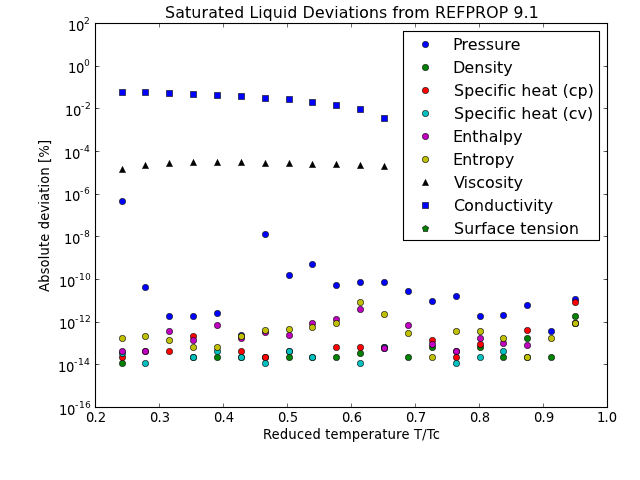 Saturated Liquid Deviations from REFPROP 9.1
10^2
10^0
10^-2
10^-4
10^-6
10^-8
10^-10
10^-12
10^-14
10^-16
Absolute deviation [%]
Pressure
Density
Specific heat (cp)
Specific heat (cv)
Enthalpy
Entropy
Viscosity
Conductivity
Surface tension
0.2 0.3 0.4 0.5 0.6 0.7 0.8 0.9 1.0
Reduced temperature T/Tc